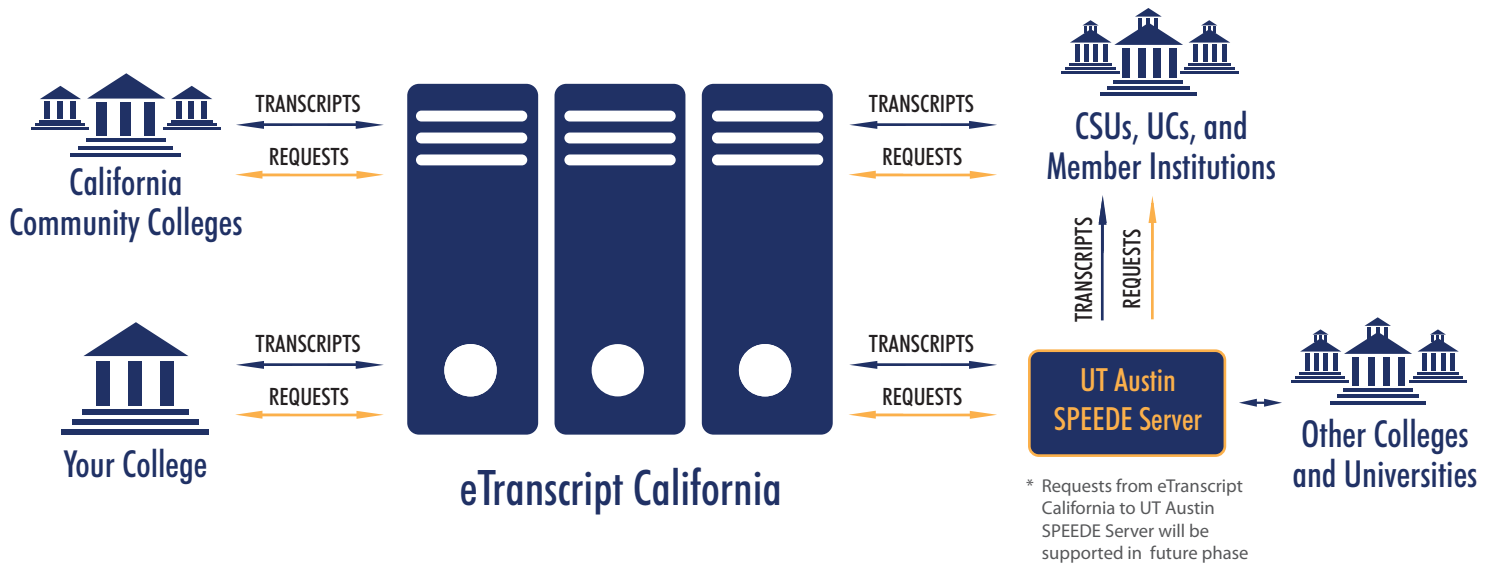 TRANSCRIPTS
REQUESTS
California
Community Colleges
TRANSCRIPTS
REQUESTS
CSUs, UCs, and
Member Institutions
TRANSCRIPTS
REQUESTS
TRANSCRIPTS
REQUESTS
Your College
eTranscript California
TRANSCRIPTS
REQUESTS
UT Austin
SPEEDE Server
Other Colleges
and Universities
* Requests from eTranscript
California to UT Austin
SPEEDE Server will be
supported in future phase